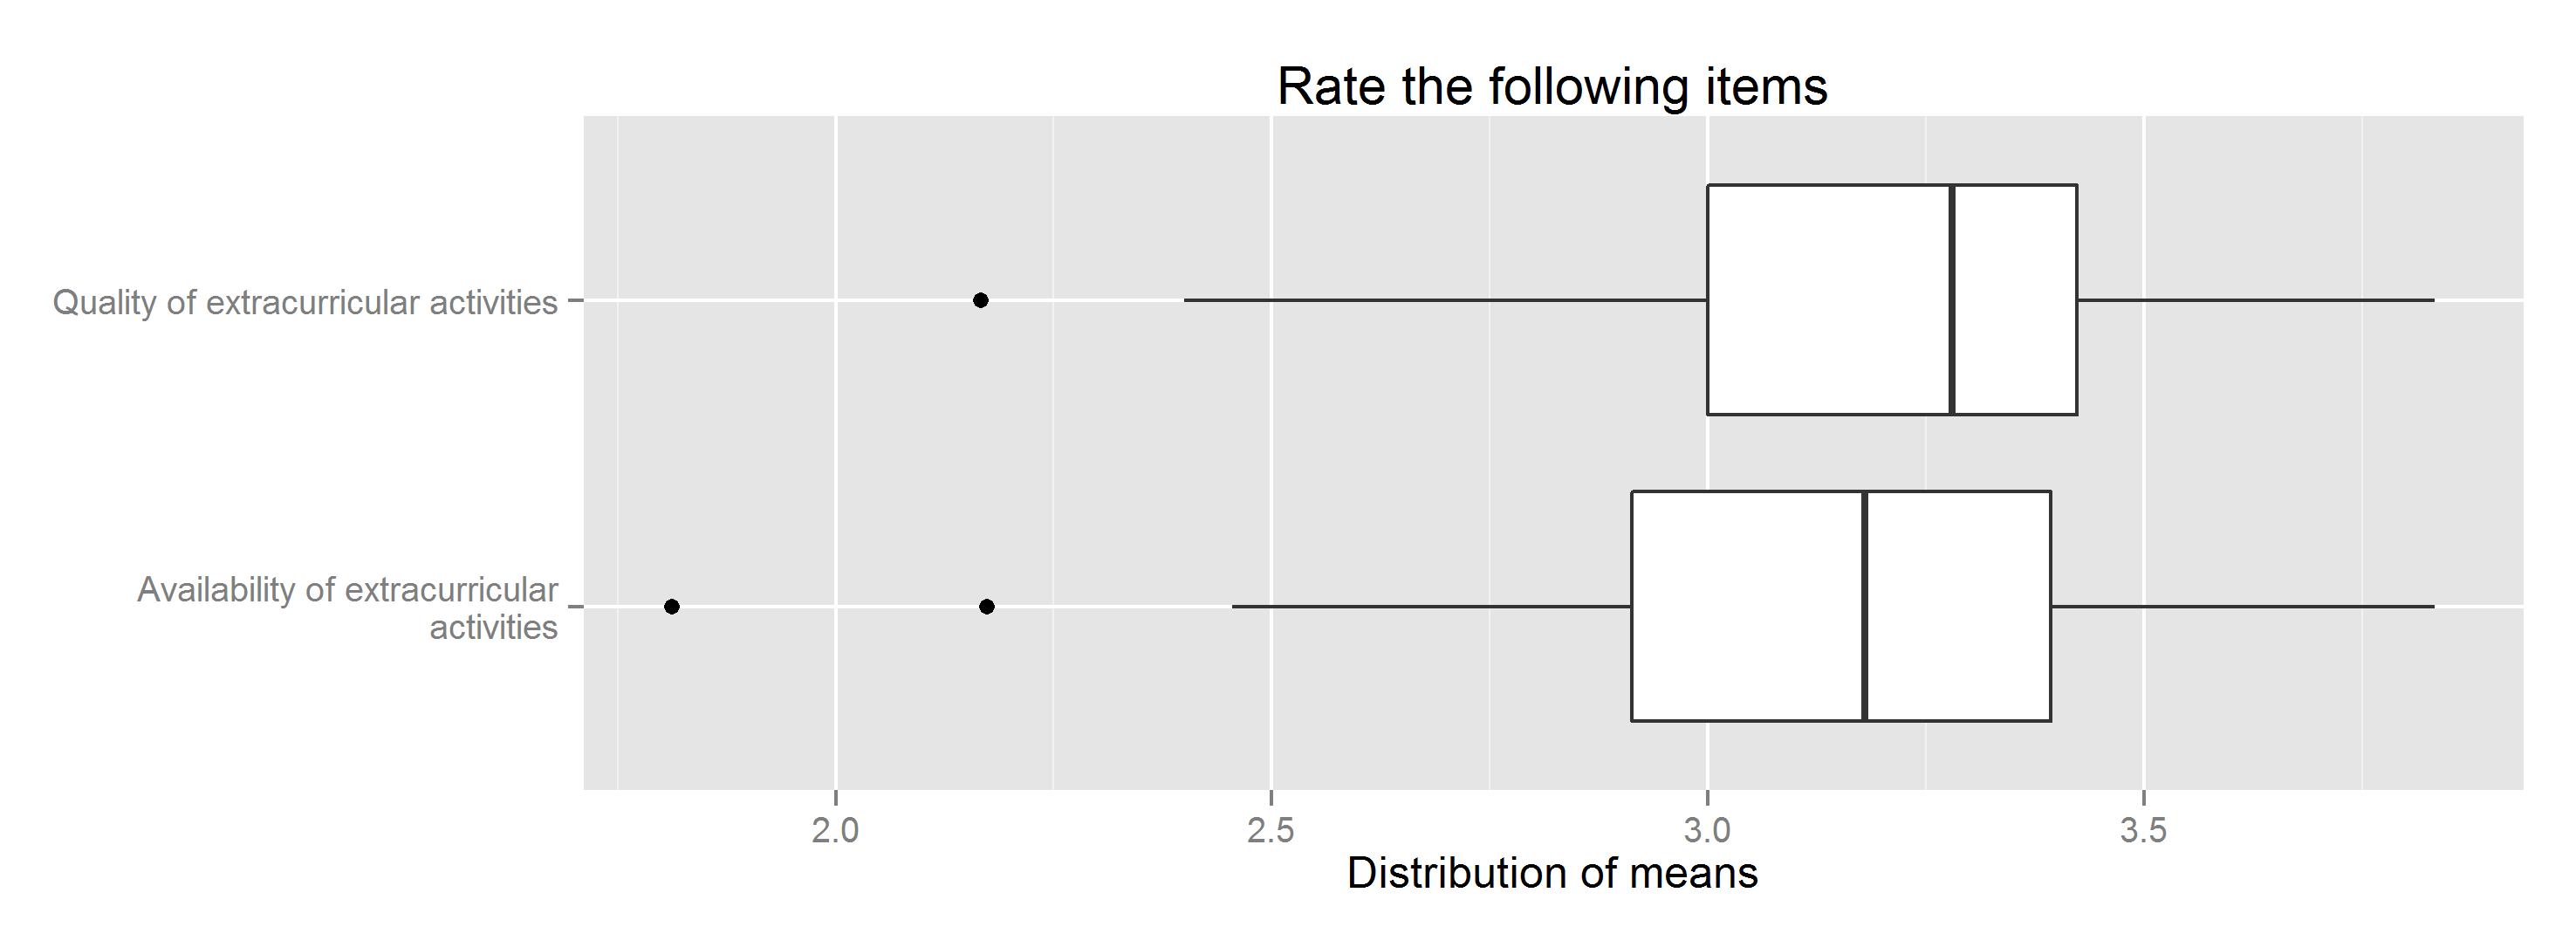 Rate the following items
Quality of extracurricular activities
Availability of extracurricular
activities
2.0
2.5
3.0
3.5
Distribution of means